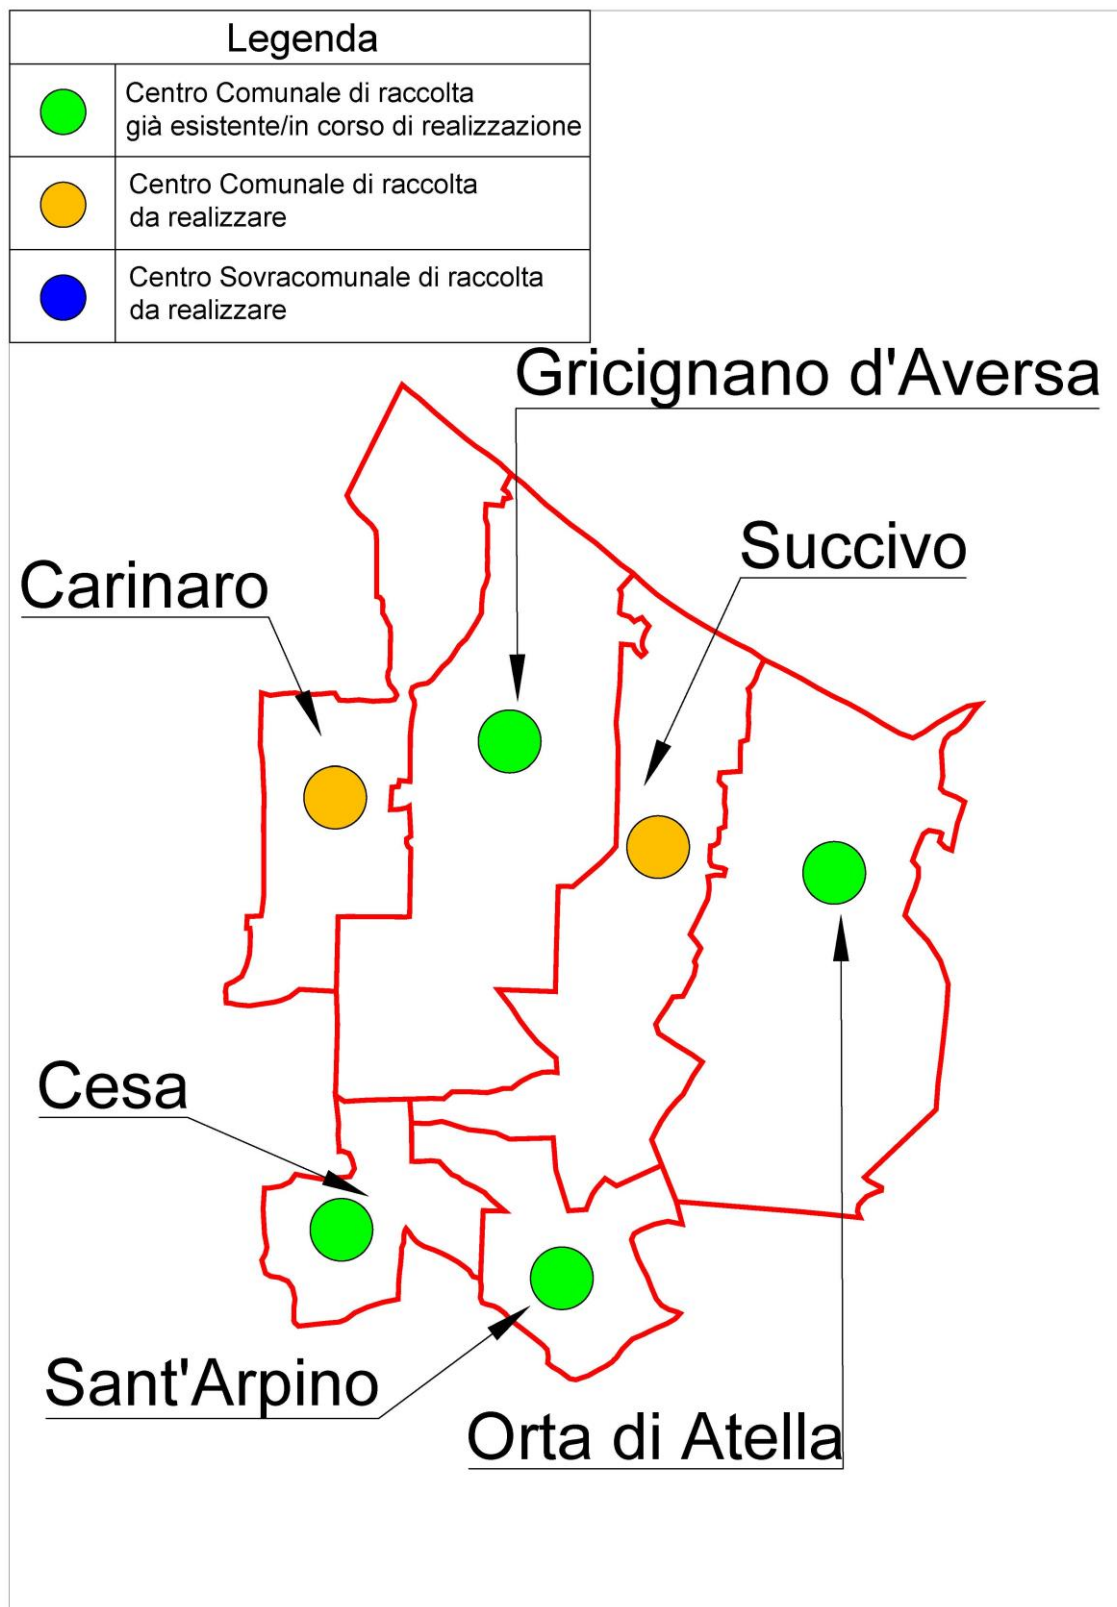 Legenda
Centro Comunale di raccolta
già esistente/in corso di realizzazione
Centro Comunale di raccolta
da realizzare
Centro Sovracomunale di raccolta
da realizzare
Gricignano d'Aversa
Succivo
Carinaro
Cesa
Sant'Arpino
Orta di Atella